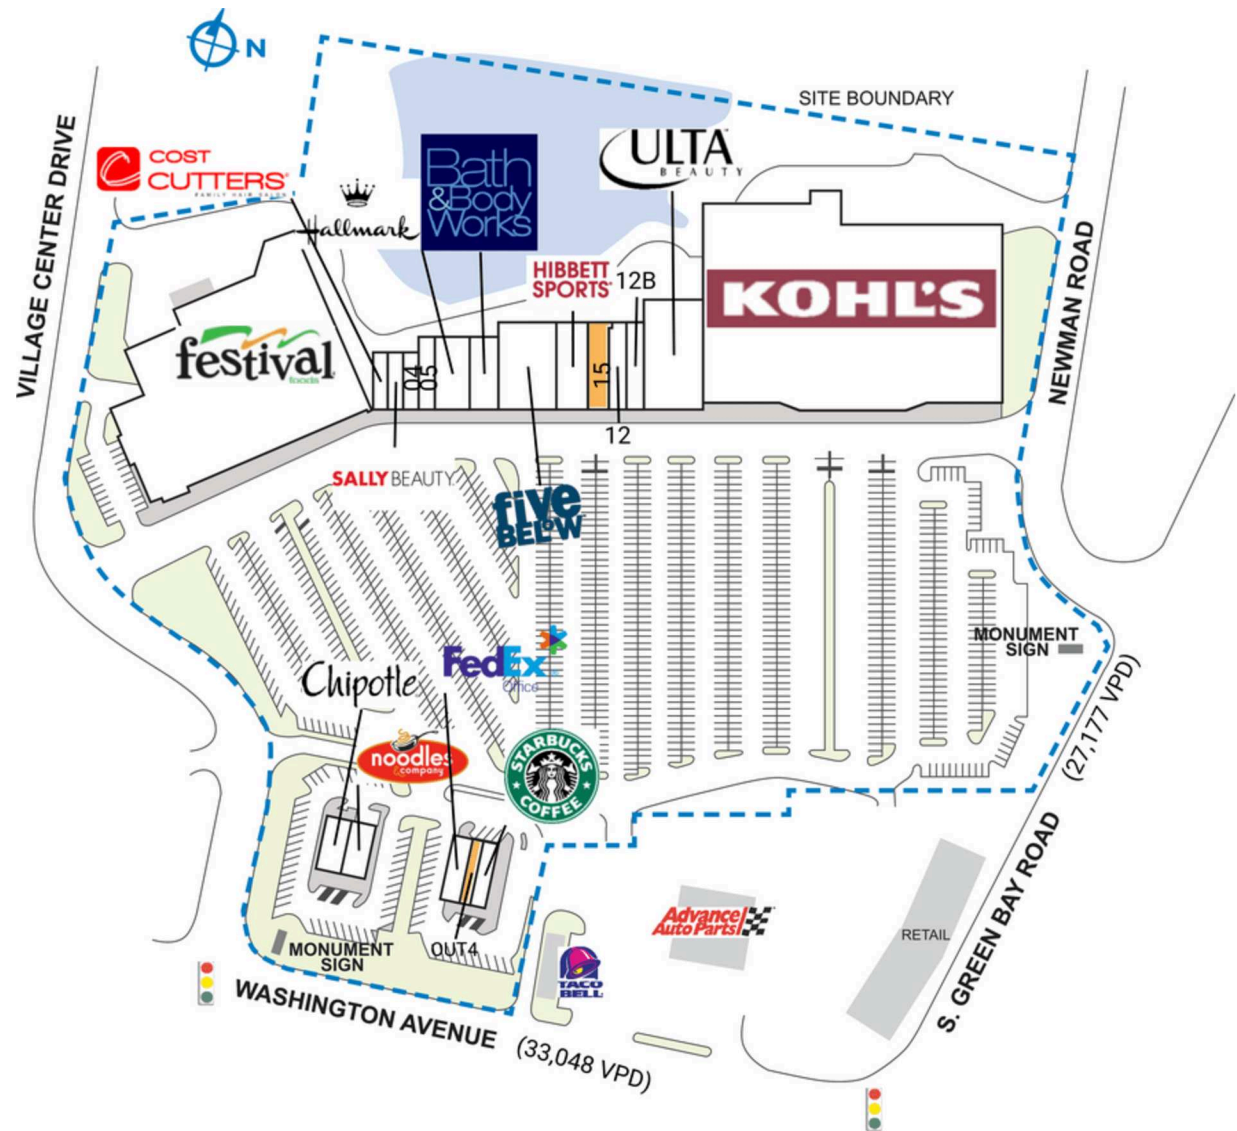 N
SITE BOUNDARY
VILLAGE CENTER DRIVE
COST
CUTTERS
FAMILY HAIR SALON
Hallmark
Bath
& Body
Works
ULTA
BEAUTY
HIBBETT
SPORTS
12B
KOHL'S
NEWMAN ROAD
festival
foods
04
05
15
12
SALLY BEAUTY
five
BELOW
MONUMENT
SIGN
Chipotle
FedEx
Office
noodles
& company
STARBUCKS
COFFEE
(27,177 VPD)
S. GREEN BAY ROAD
Advance
Auto Parts
RETAIL
MONUMENT
SIGN
OUT4
TACO
BELL
WASHINGTON AVENUE
(33,048 VPD)